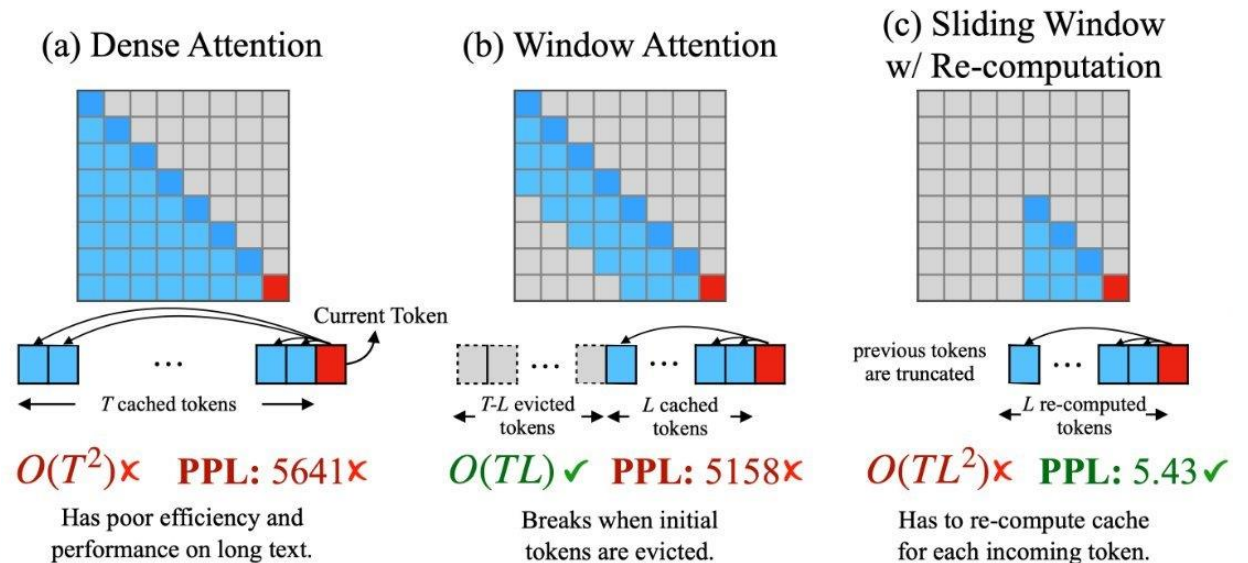 (a) Dense Attention
Current Token
...
T cached tokens
O(T²)✗ PPL: 5641✗
Has poor efficiency and
performance on long text.
(b) Window Attention
... ...
T-L evicted
tokens
L cached
tokens
O(TL) ✓ PPL: 5158✗
Breaks when initial
tokens are evicted.
(c) Sliding Window
w/ Re-computation
previous tokens
are truncated
...
L re-computed
tokens
O(TL²)✗ PPL: 5.43✓
Has to re-compute cache
for each incoming token.